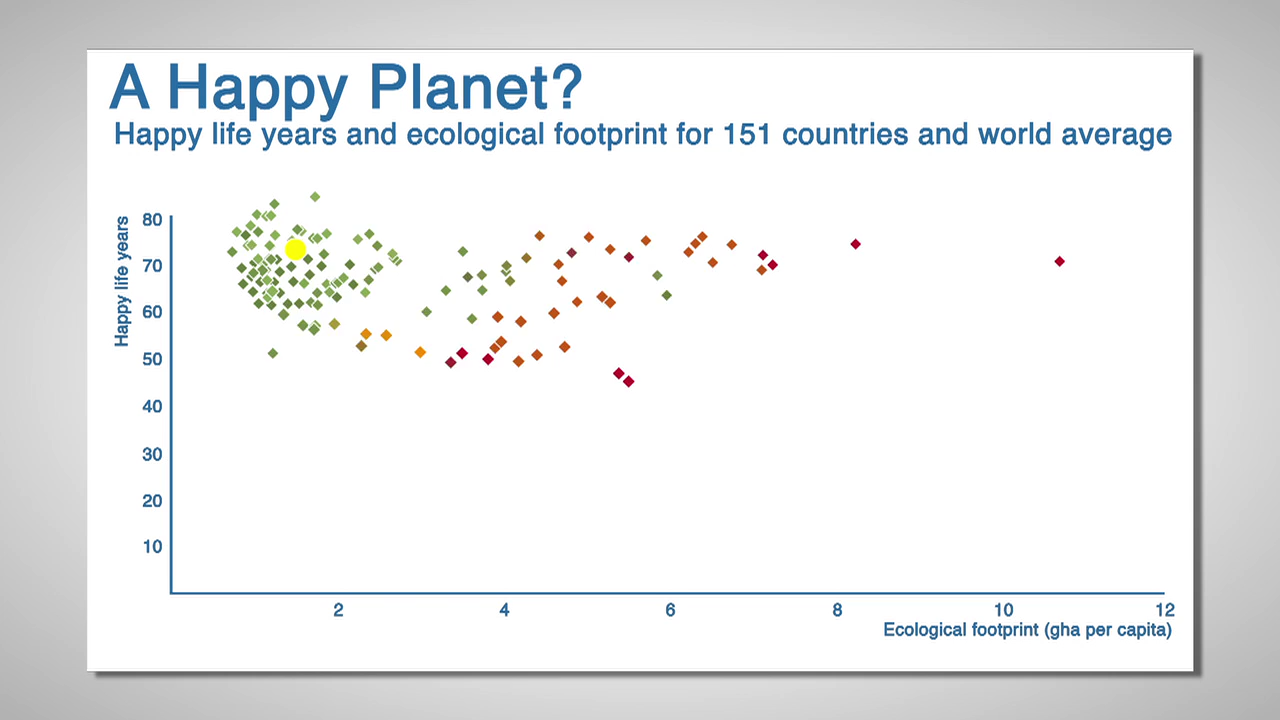 A Happy Planet?
Happy life years and ecological footprint for 151 countries and world average
Happy life years
80
70
60
50
40
30
20
10
2 4 6 8 10 12
Ecological footprint (gha per capita)